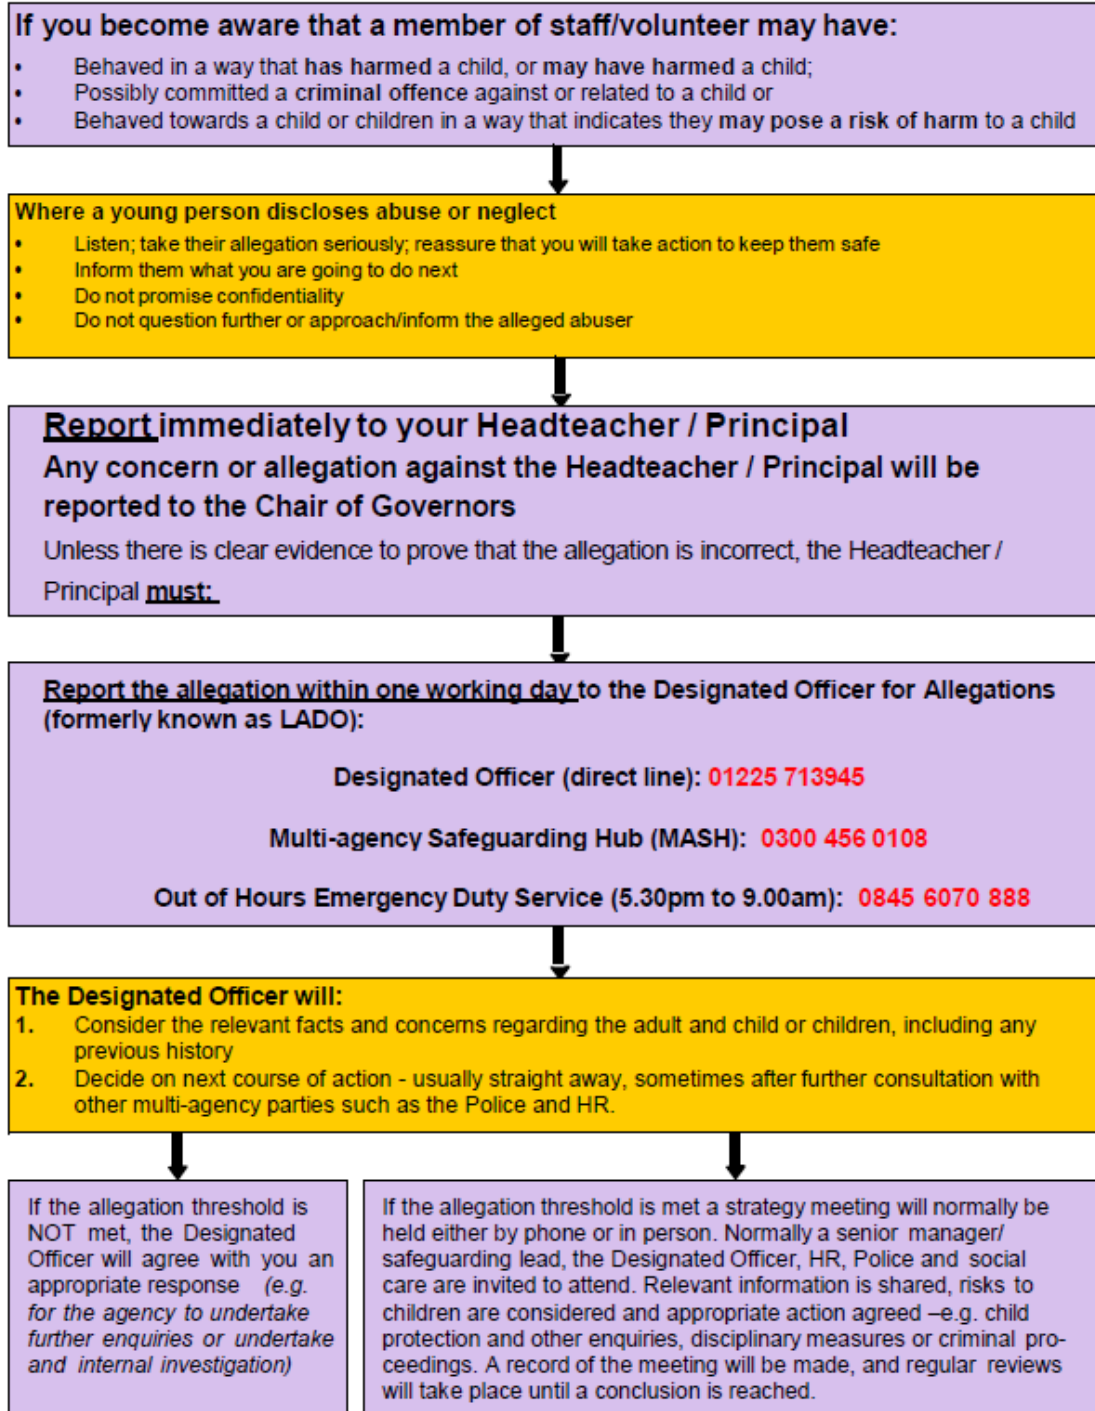 If you become aware that a member of staff/volunteer may have:
• Behaved in a way that has harmed a child, or may have harmed a child;
• Possibly committed a criminal offence against or related to a child or
• Behaved towards a child or children in a way that indicates they may pose a risk of harm to a child
Where a young person discloses abuse or neglect
• Listen; take their allegation seriously; reassure that you will take action to keep them safe
• Inform them what you are going to do next
• Do not promise confidentiality
• Do not question further or approach/inform the alleged abuser
Report immediately to your Headteacher / Principal
Any concern or allegation against the Headteacher / Principal will be
reported to the Chair of Governors
Unless there is clear evidence to prove that the allegation is incorrect, the Headteacher /
Principal must:
Report the allegation within one working day to the Designated Officer for Allegations
(formerly known as LADO):
Designated Officer (direct line): 01225 713945
Multi-agency Safeguarding Hub (MASH): 0300 456 0108
Out of Hours Emergency Duty Service (5.30pm to 9.00am): 0845 6070 888
The Designated Officer will:
1. Consider the relevant facts and concerns regarding the adult and child or children, including any
previous history
2. Decide on next course of action - usually straight away, sometimes after further consultation with
other multi-agency parties such as the Police and HR.
If the allegation threshold is
NOT met, the Designated
Officer will agree with you an
appropriate response (e.g.
for the agency to undertake
further enquiries or undertake
and internal investigation)
If the allegation threshold is met a strategy meeting will normally be
held either by phone or in person. Normally a senior manager/
safeguarding lead, the Designated Officer, HR, Police and social
care are invited to attend. Relevant information is shared, risks to
children are considered and appropriate action agreed –e.g. child
protection and other enquiries, disciplinary measures or criminal pro-
ceedings. A record of the meeting will be made, and regular reviews
will take place until a conclusion is reached.